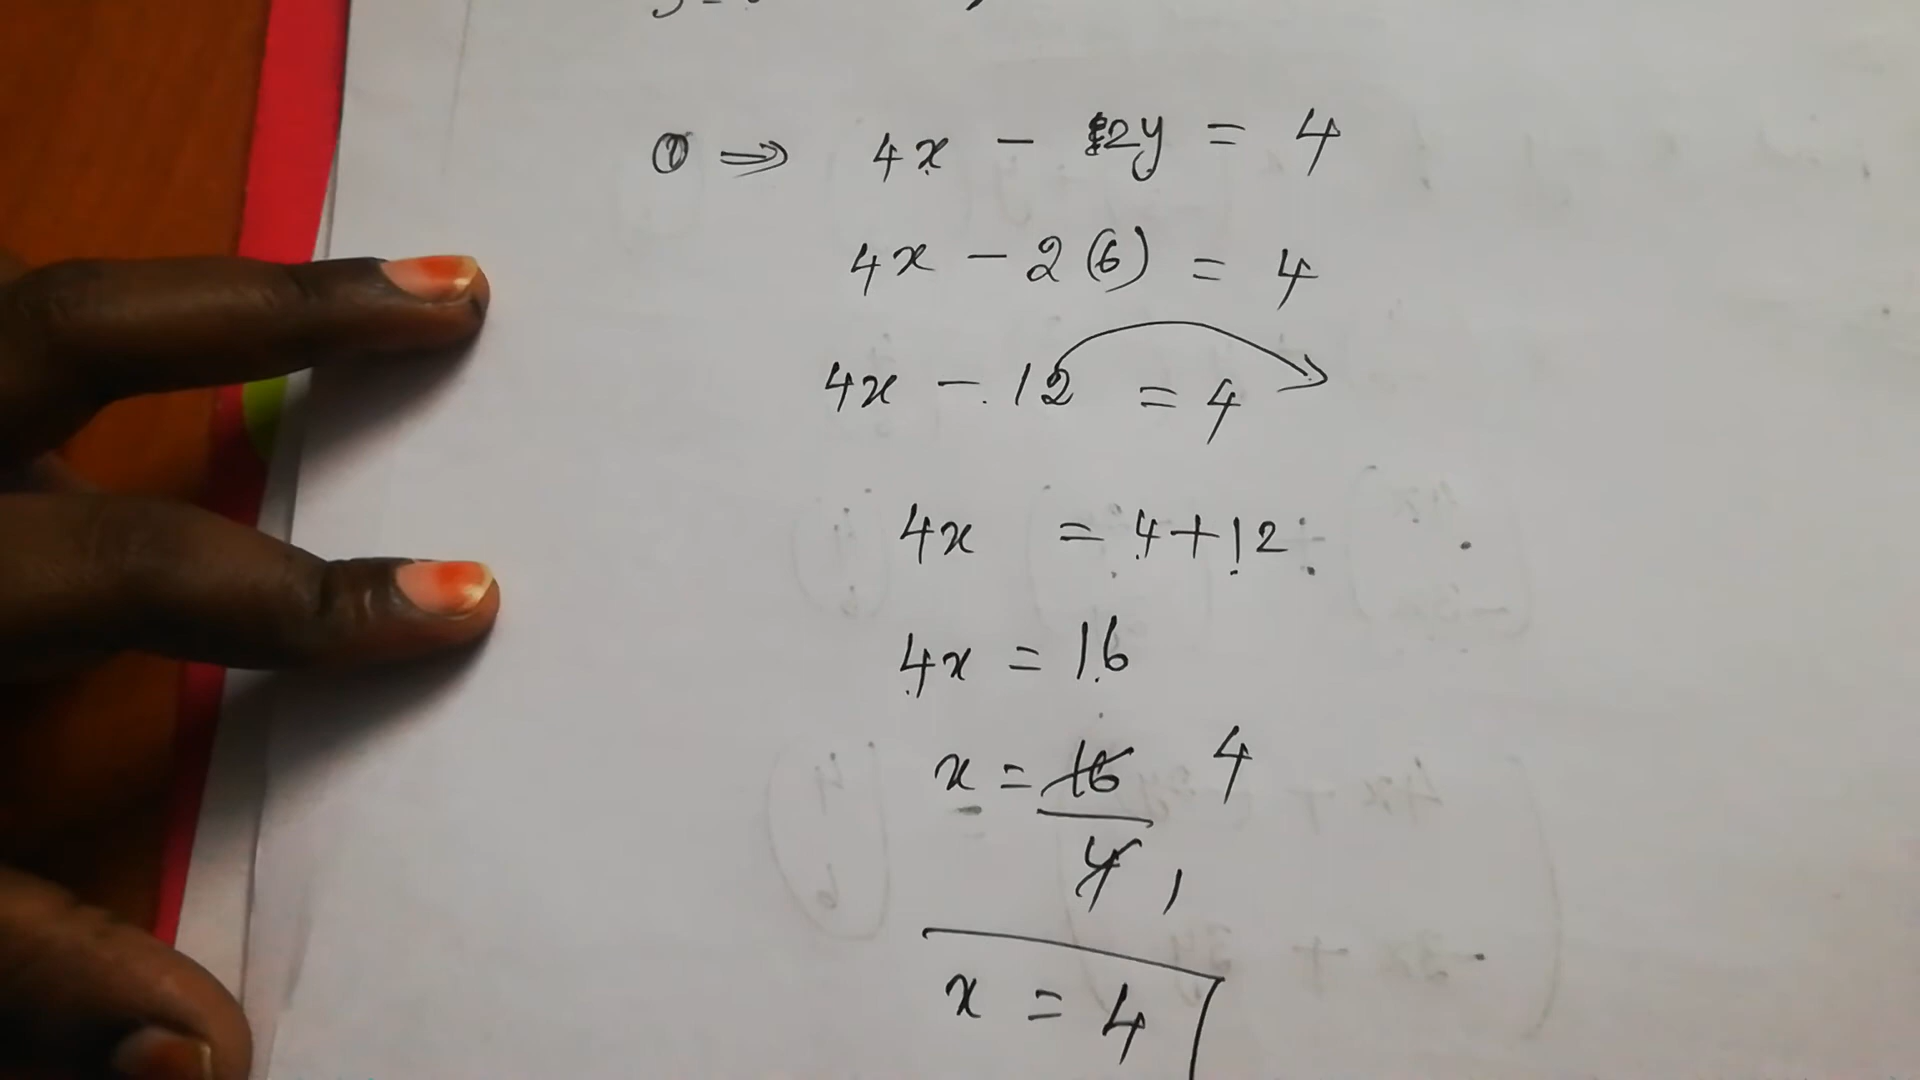 ① ⇒ 4x - 2y = 4
4x - 2(6) = 4
4x - 12 = 4
4x = 4+12
4x = 16
x = 16/4 4 1
x = 4